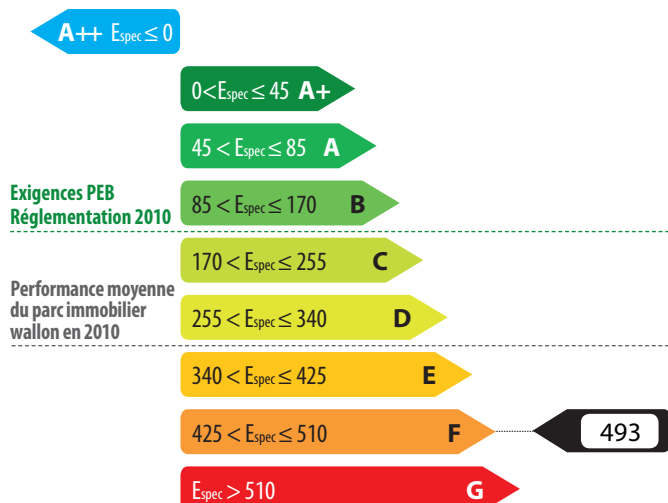 A++ Espec ≤ 0
0<Espec ≤ 45 A+
45 < Espec ≤ 85 A
Exigences PEB
Réglementation 2010
85 < Espec ≤ 170 B
170 < Espec ≤ 255 C
Performance moyenne
du parc immobilier
wallon en 2010
255 < Espec ≤ 340 D
340 < Espec ≤ 425 E
425 < Espec ≤ 510 F
493
Espec > 510 G